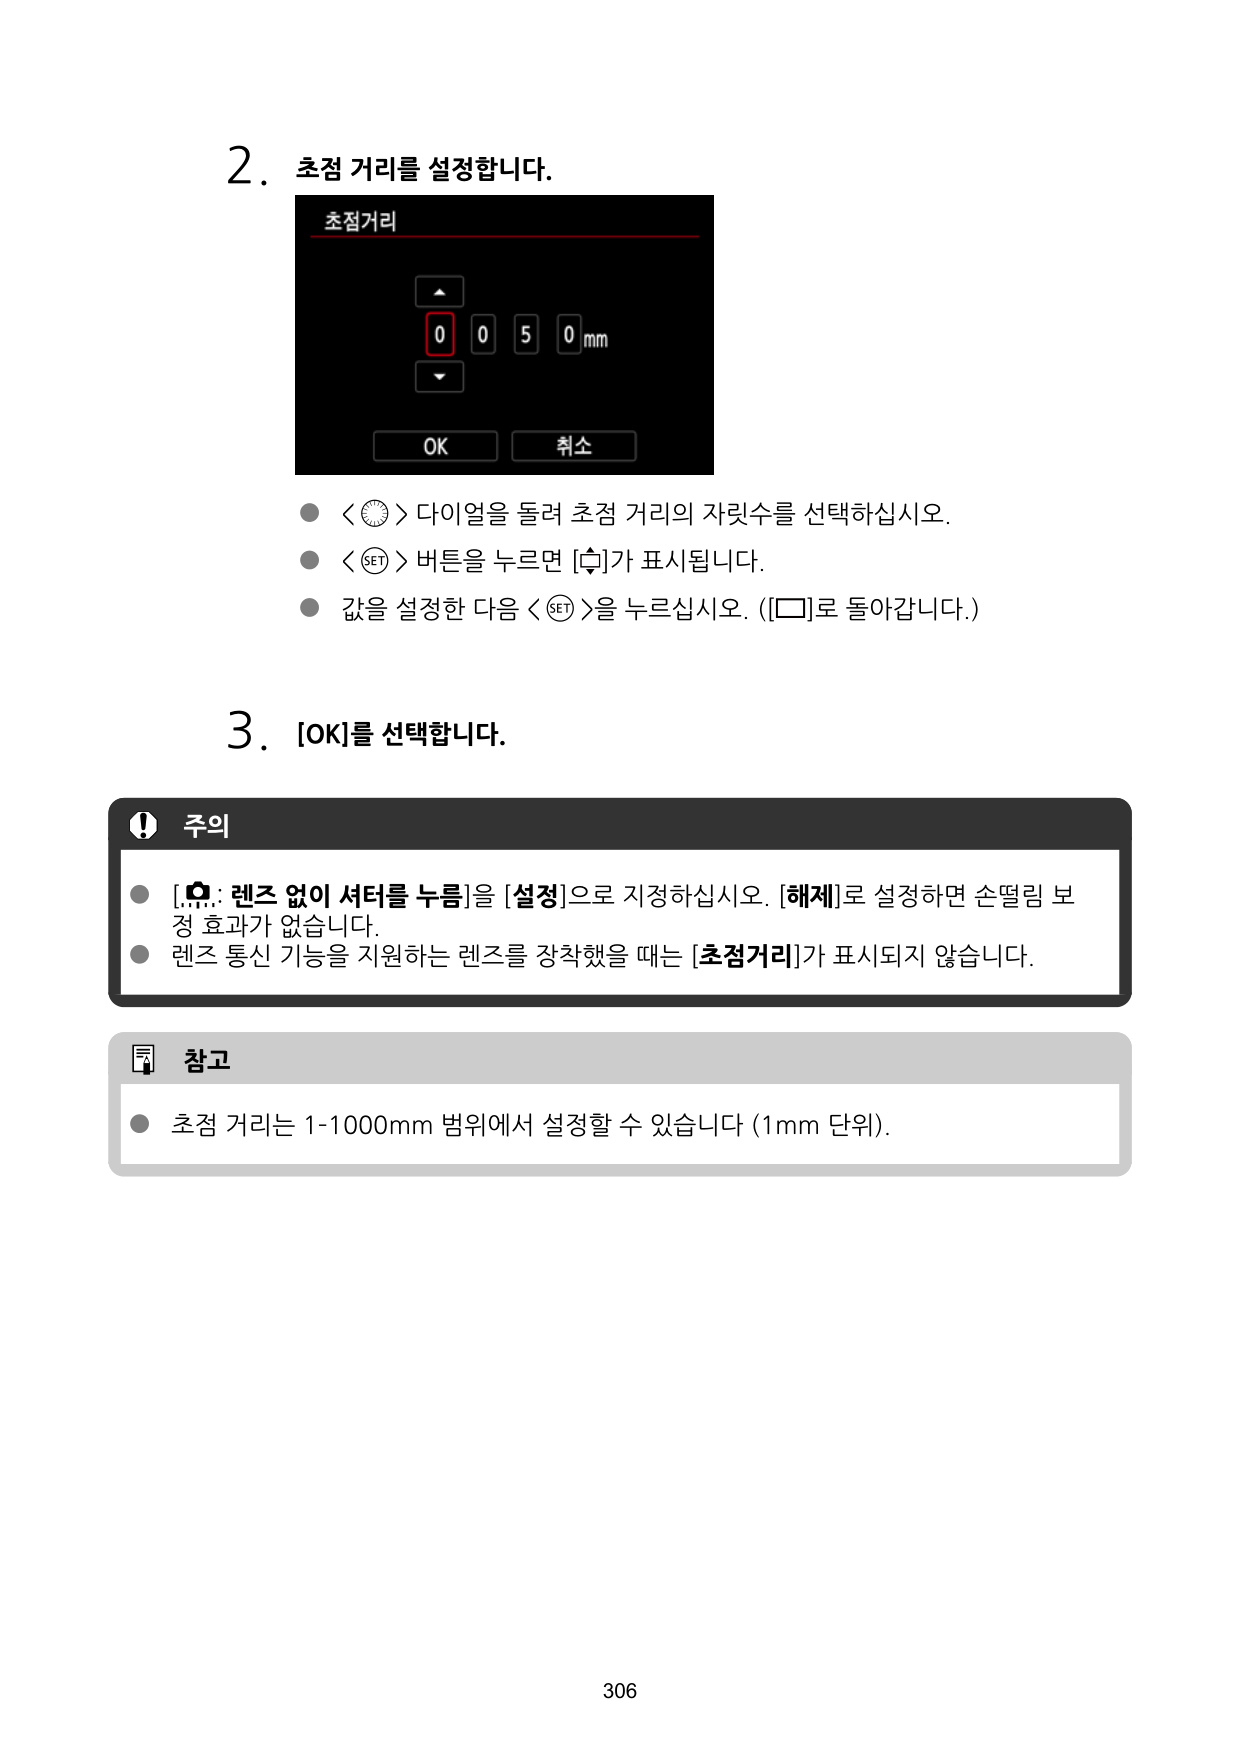 2. 초점 거리를 설정합니다.
초점거리
0 0 5 0 mm
OK 취소
● < > 다이얼을 돌려 초점 거리의 자릿수를 선택하십시오.
● < SET > 버튼을 누르면 [ ]가 표시됩니다.
● 값을 설정한 다음 < SET >을 누르십시오. ([ ]로 돌아갑니다.)
3. [OK]를 선택합니다.
주의
● [ : 렌즈 없이 셔터를 누름]을 [설정]으로 지정하십시오. [해제]로 설정하면 손떨림 보
정 효과가 없습니다.
● 렌즈 통신 기능을 지원하는 렌즈를 장착했을 때는 [초점거리]가 표시되지 않습니다.
참고
● 초점 거리는 1-1000mm 범위에서 설정할 수 있습니다 (1mm 단위).
306